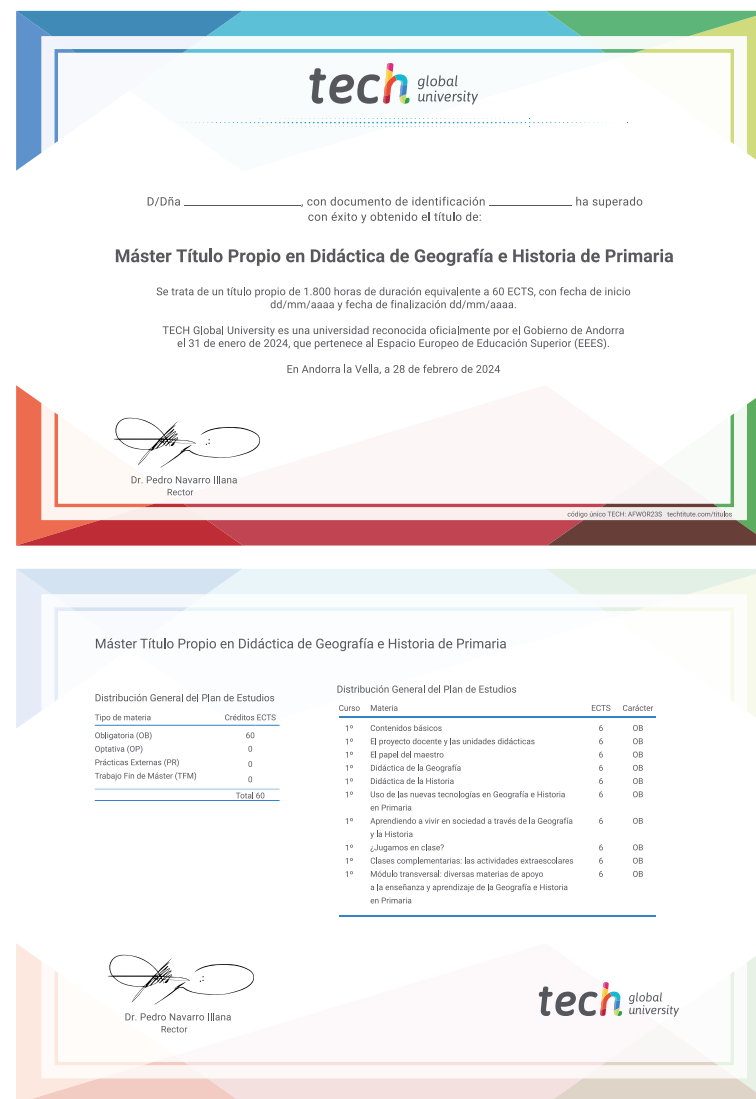 tech global university
D/Dña ____________________, con documento de identificación ______________ ha superado
con éxito y obtenido el título de:
Máster Título Propio en Didáctica de Geografía e Historia de Primaria
Se trata de un título propio de 1.800 horas de duración equivalente a 60 ECTS, con fecha de inicio
dd/mm/aaaa y fecha de finalización dd/mm/aaaa.
TECH Global University es una universidad reconocida oficialmente por el Gobierno de Andorra
el 31 de enero de 2024, que pertenece al Espacio Europeo de Educación Superior (EEES).
En Andorra la Vella, a 28 de febrero de 2024
Dr. Pedro Navarro Illana
Rector
código único TECH: AFWOR23S techtitute.com/titulos
Máster Título Propio en Didáctica de Geografía e Historia de Primaria
Distribución General del Plan de Estudios
Tipo de materia Créditos ECTS
Obligatoria (OB) 60
Optativa (OP) 0
Prácticas Externas (PR) 0
Trabajo Fin de Máster (TFM) 0
Total 60
Distribución General del Plan de Estudios
Curso Materia ECTS Carácter
1º Contenidos básicos 6 OB
1º El proyecto docente y las unidades didácticas 6 OB
1º El papel del maestro 6 OB
1º Didáctica de la Geografía 6 OB
1º Didáctica de la Historia 6 OB
1º Uso de las nuevas tecnologías en Geografía e Historia 6 OB
en Primaria
1º Aprendiendo a vivir en sociedad a través de la Geografía 6 OB
y la Historia
1º ¿Jugamos en clase? 6 OB
1º Clases complementarias: las actividades extraescolares 6 OB
1º Módulo transversal: diversas materias de apoyo 6 OB
a la enseñanza y aprendizaje de la Geografía e Historia
en Primaria
Dr. Pedro Navarro Illana
Rector
tech global university